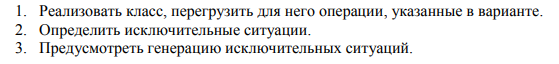 1. Реализовать класс, перегрузить для него операции, указанные в варианте.
2. Определить исключительные ситуации.
3. Предусмотреть генерацию исключительных ситуаций.